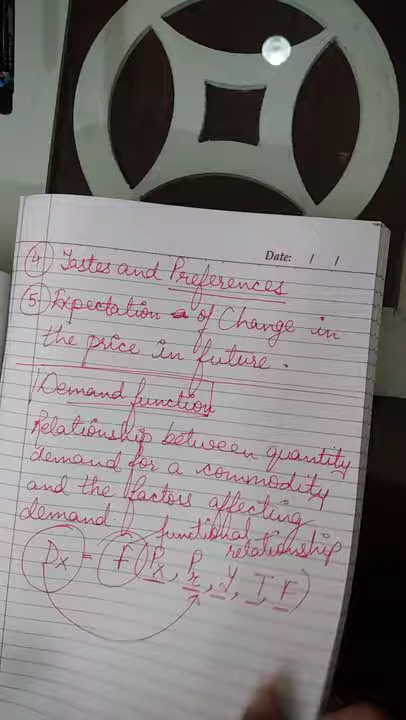 Date: / /
④ Tastes and Preferences
⑤ Expectation of Change in
the price in future.
Demand function
Relationship between quantity
demand for a commodity
and the factors affecting
demand.
functional
relationship
Dx = f(Px, Pr, Y, T, F)